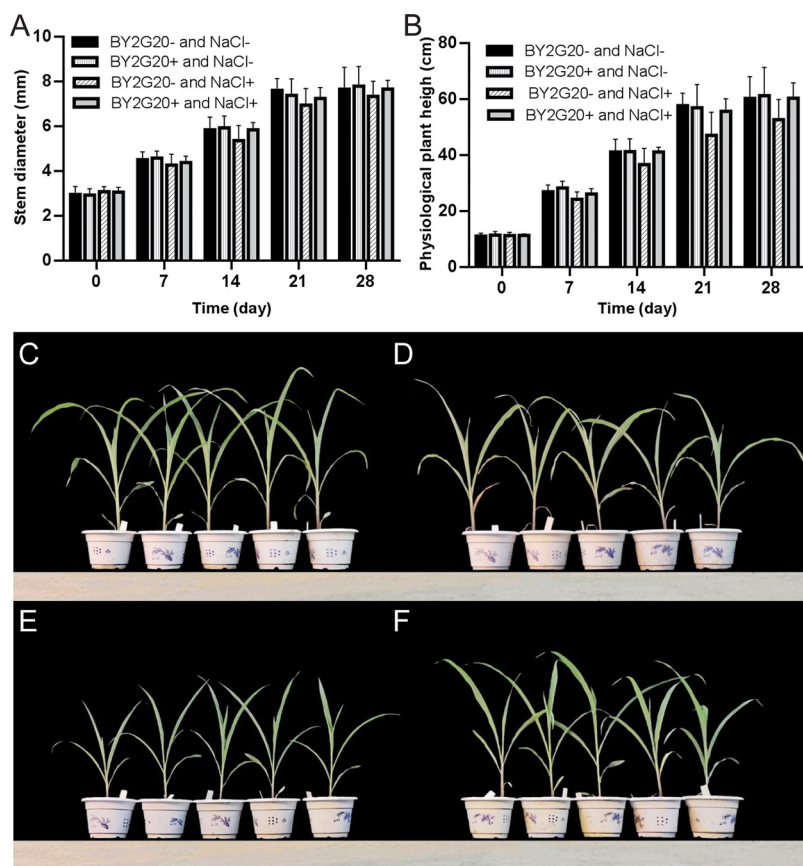 A
BY2G20- and NaCl-
BY2G20+ and NaCl-
BY2G20- and NaCl+
BY2G20+ and NaCl+
Stem diameter (mm)
10
8
6
4
2
0
0 7 14 21 28
Time (day)
B
BY2G20- and NaCl-
BY2G20+ and NaCl-
BY2G20- and NaCl+
BY2G20+ and NaCl+
Physiological plant heigh (cm)
80
60
40
20
0
0 7 14 21 28
Time (day)
C
D
E
F